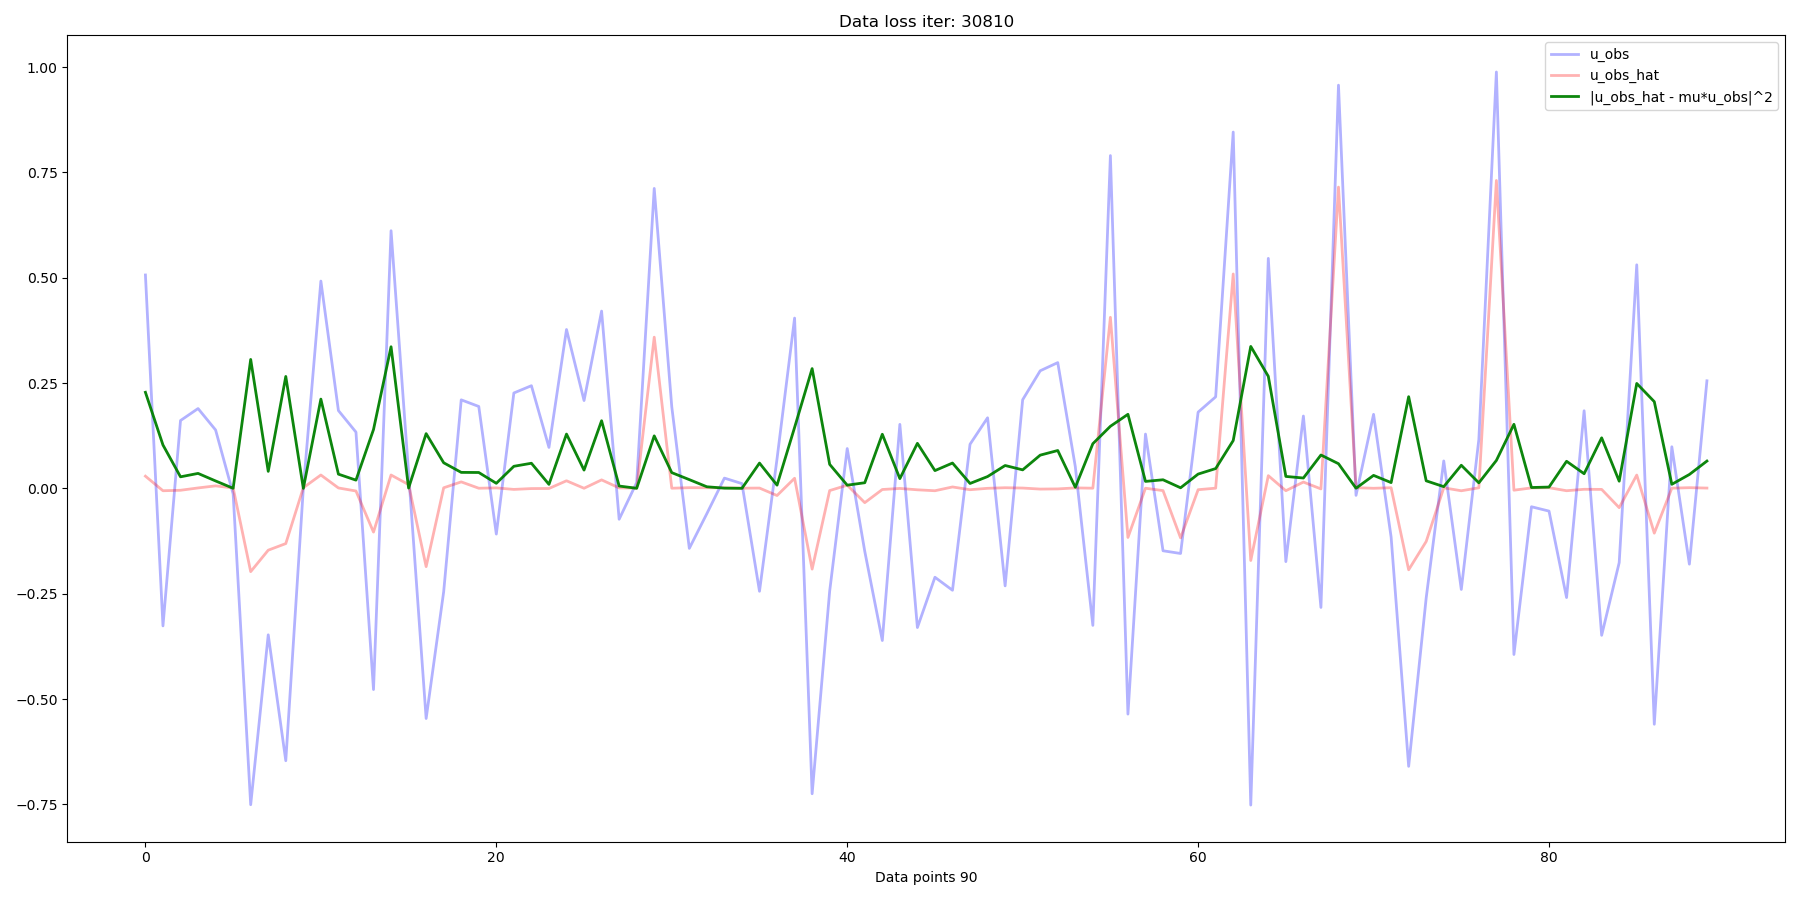 Data loss iter: 30810
u_obs
u_obs_hat
|u_obs_hat - mu*u_obs|^2
1.00
0.75
0.50
0.25
0.00
−0.25
−0.50
−0.75
0 20 40 60 80
Data points 90